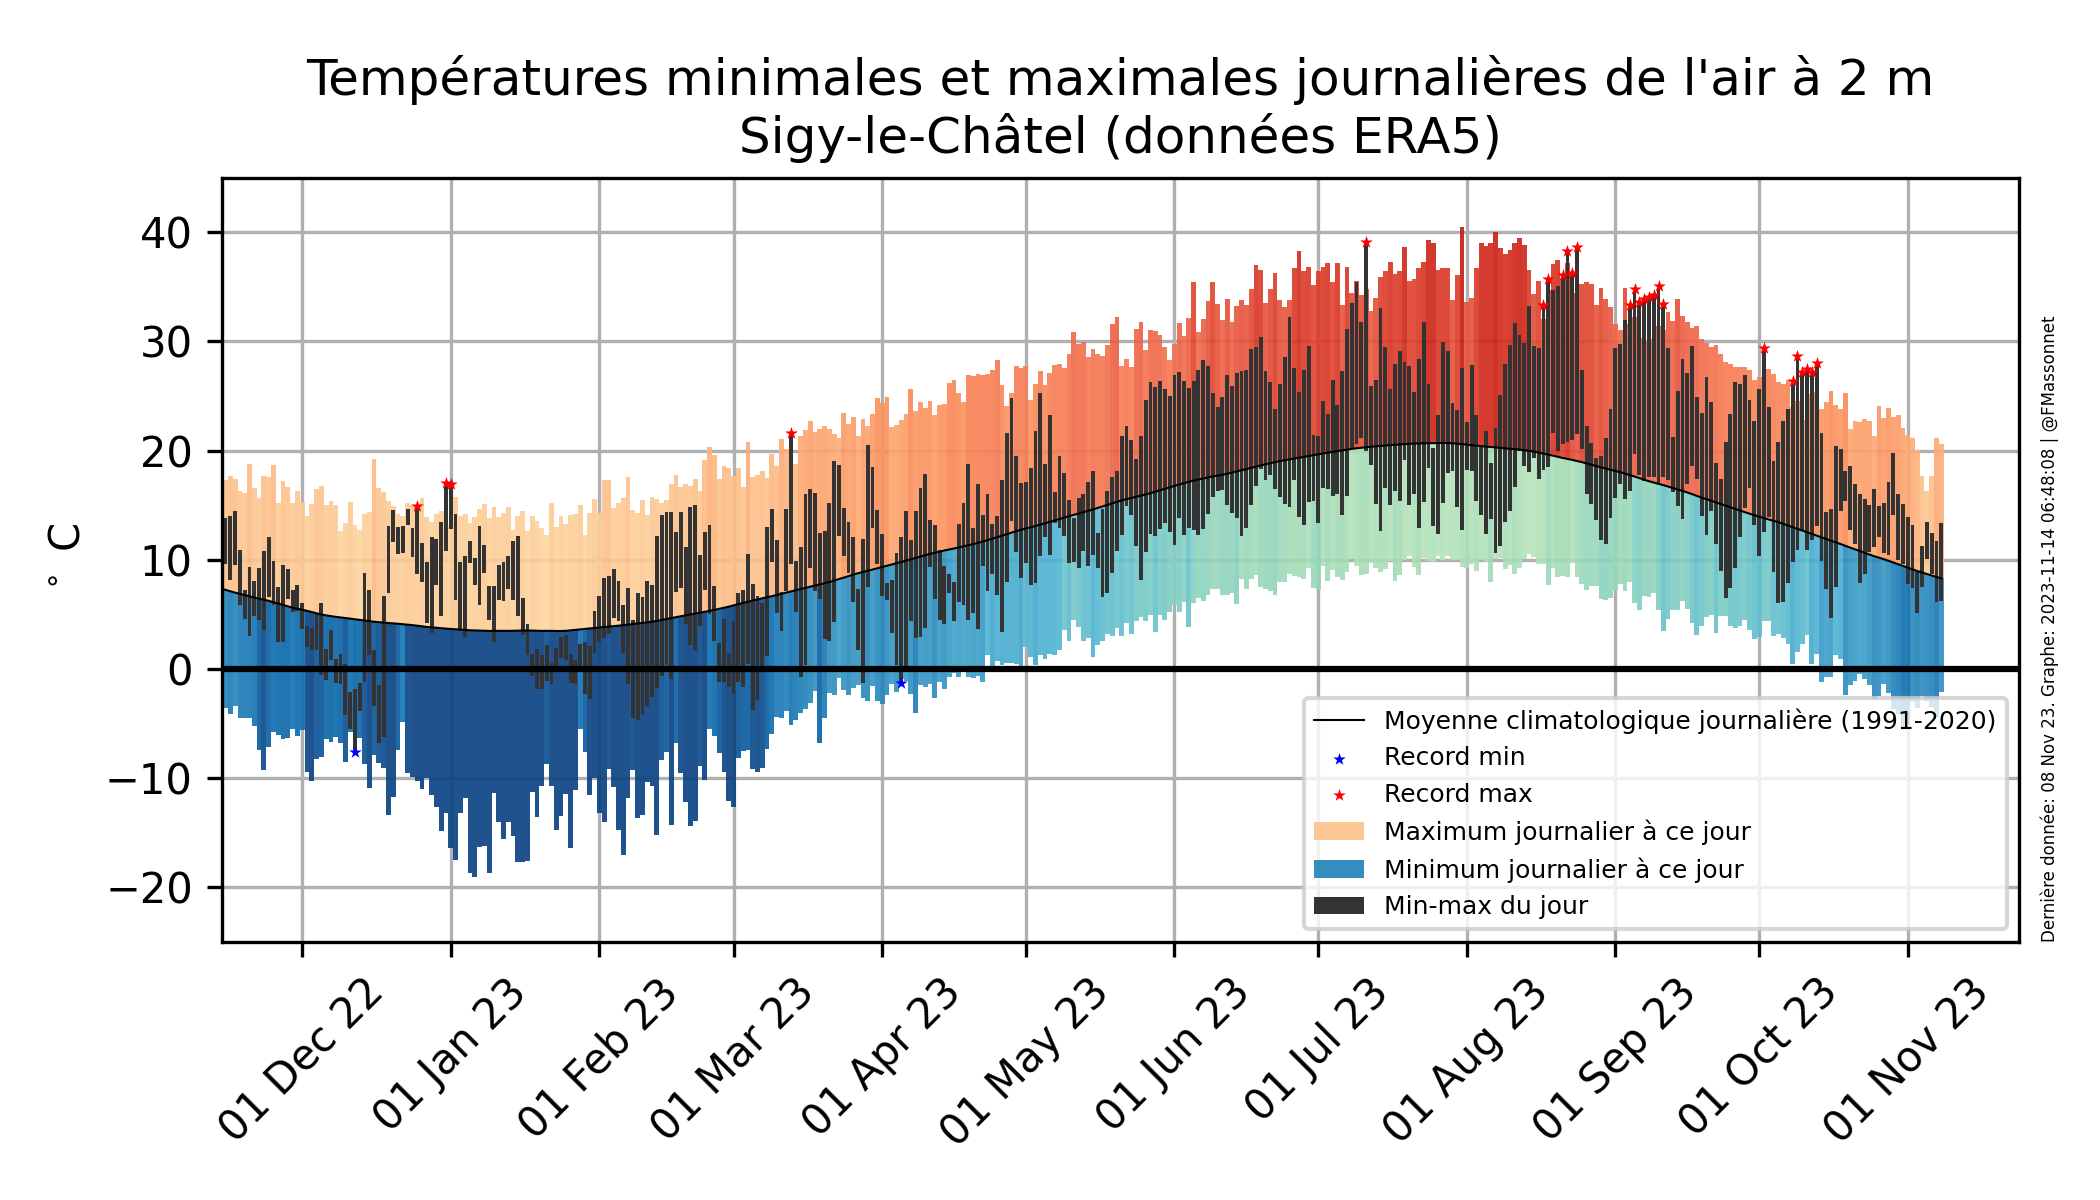 Températures minimales et maximales journalières de l'air à 2 m
Sigy-le-Châtel (données ERA5)
° C
40
30
20
10
0
−10
−20
01 Dec 22
01 Jan 23
01 Feb 23
01 Mar 23
01 Apr 23
01 May 23
01 Jun 23
01 Jul 23
01 Aug 23
01 Sep 23
01 Oct 23
01 Nov 23
Moyenne climatologique journalière (1991-2020)
Record min
Record max
Maximum journalier à ce jour
Minimum journalier à ce jour
Min-max du jour
Dernière donnée: 08 Nov 23. Graphe: 2023-11-14 06:48:08 | @FMassonnet